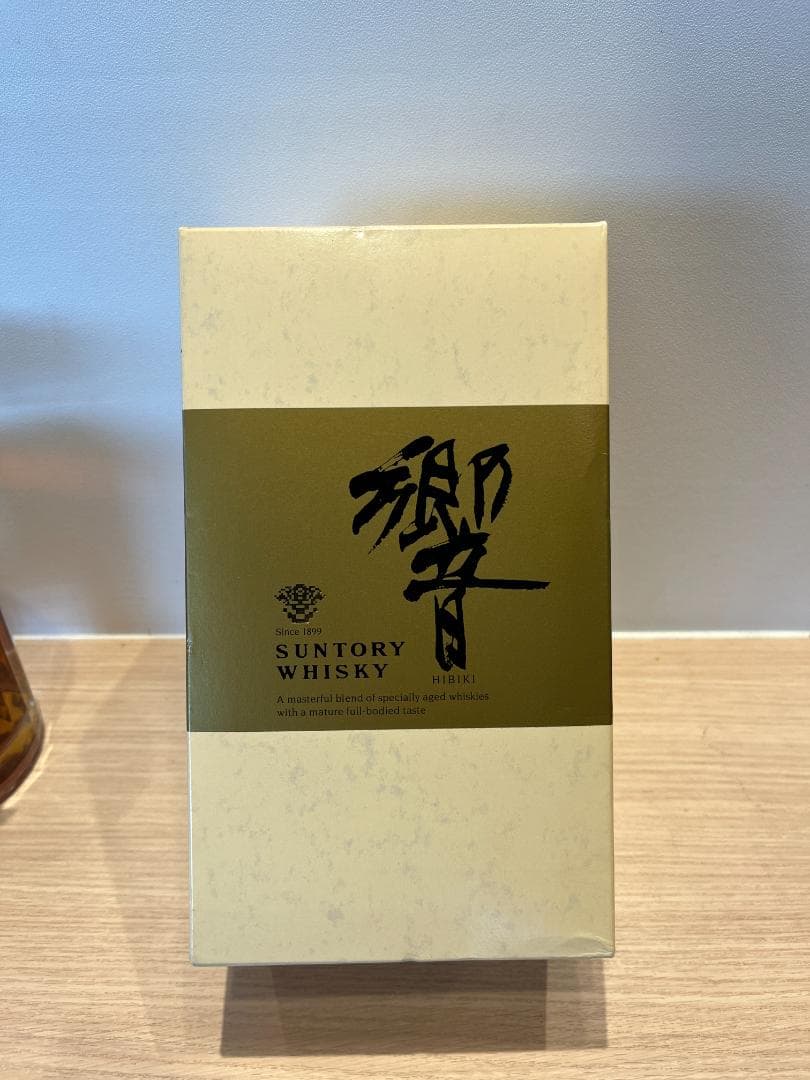 響
Since 1899
SUNTORY
WHISKY
HIBIKI
A masterful blend of specially aged whiskies
with a mature full-bodied taste